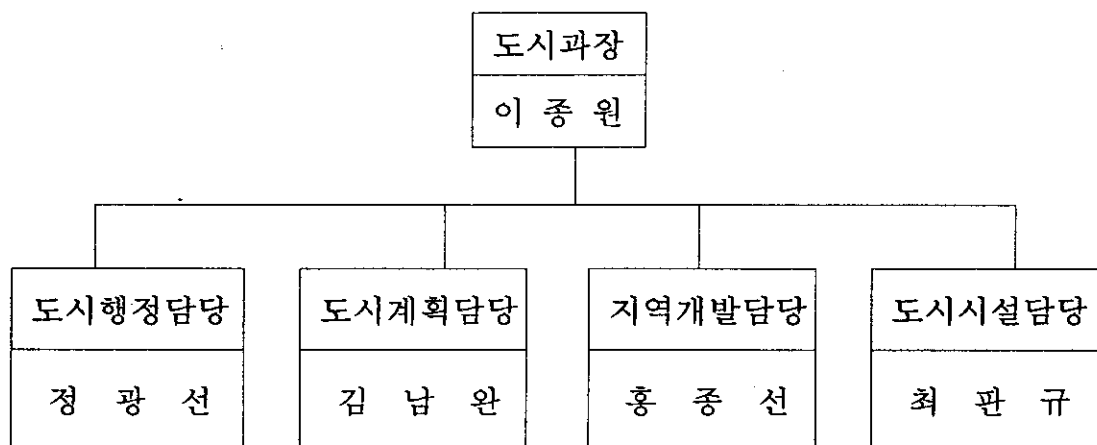 도시과장
이 종 원
도시행정담당 도시계획담당 지역개발담당 도시시설담당
정 광 선 김 남 완 홍 종 선 최 판 규